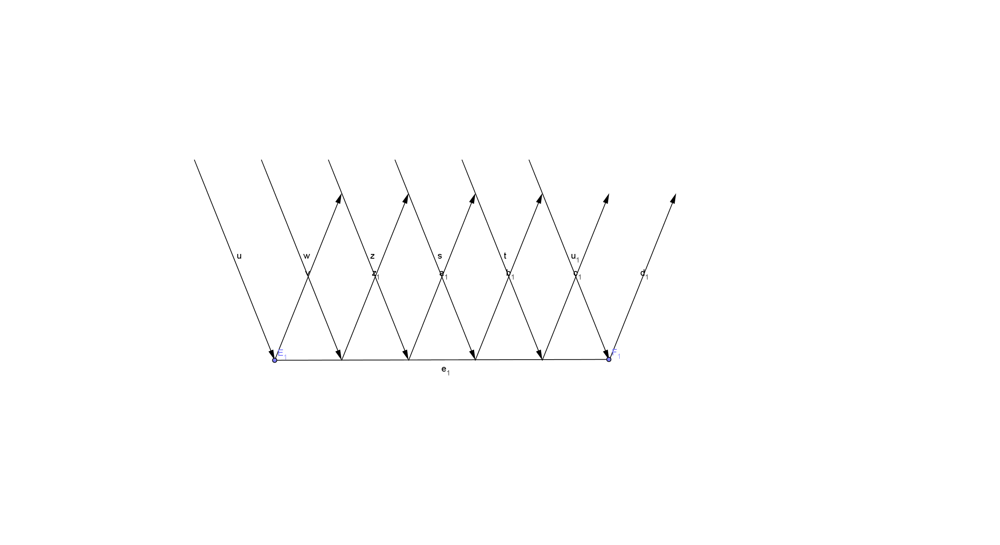 u w z s t u₁
v z₁ a₁ b₁ c₁ d₁
E₁ F₁
e₁